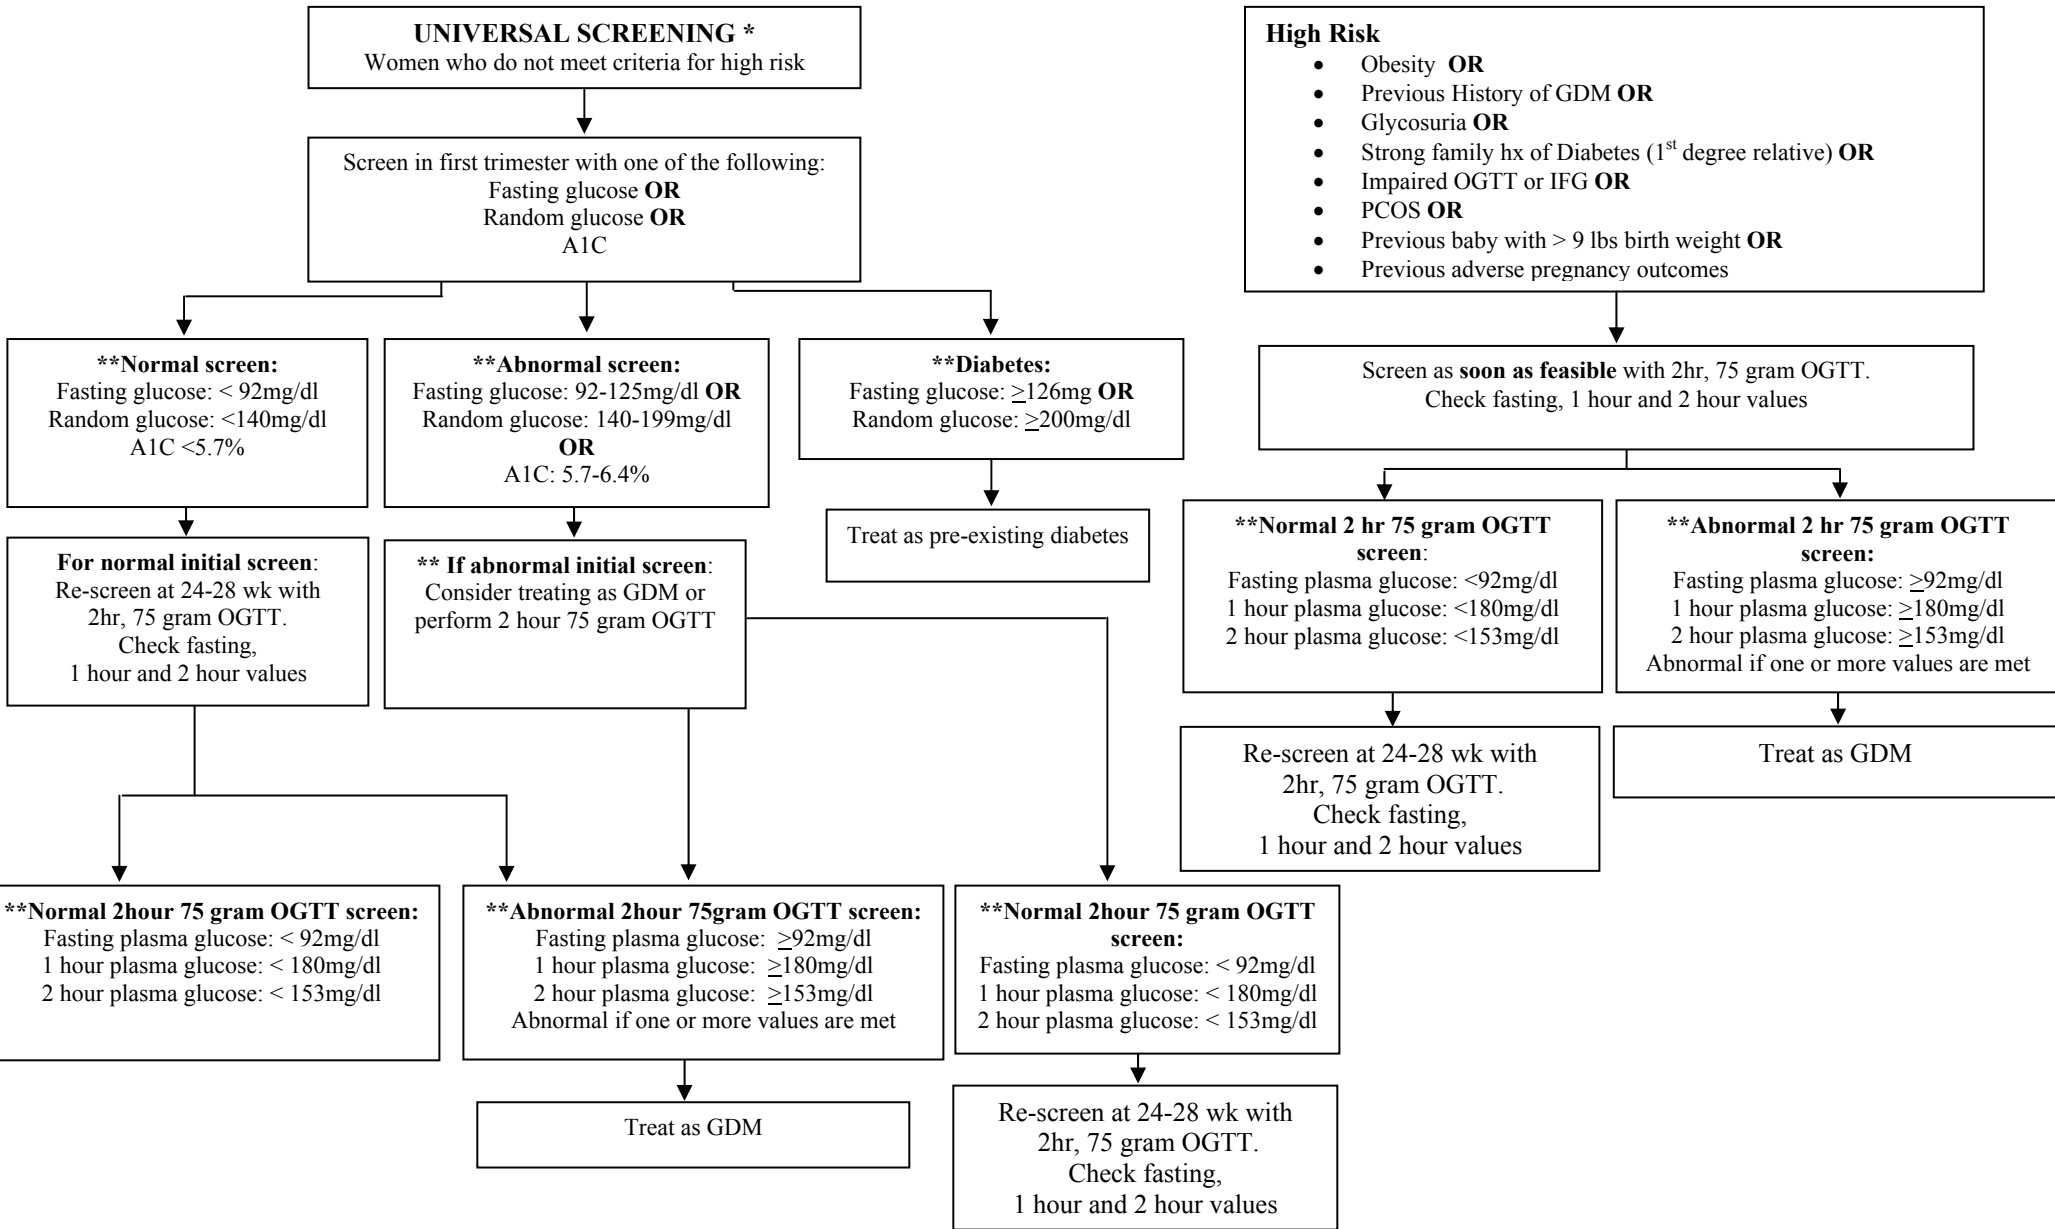 UNIVERSAL SCREENING *
Women who do not meet criteria for high risk
Screen in first trimester with one of the following:
Fasting glucose OR
Random glucose OR
A1C
**Normal screen:
Fasting glucose: < 92mg/dl
Random glucose: <140mg/dl
A1C <5.7%
**Abnormal screen:
Fasting glucose: 92-125mg/dl OR
Random glucose: 140-199mg/dl
OR
A1C: 5.7-6.4%
**Diabetes:
Fasting glucose: ≥126mg OR
Random glucose: ≥200mg/dl
For normal initial screen:
Re-screen at 24-28 wk with
2hr, 75 gram OGTT.
Check fasting,
1 hour and 2 hour values
** If abnormal initial screen:
Consider treating as GDM or
perform 2 hour 75 gram OGTT
Treat as pre-existing diabetes
**Normal 2hour 75 gram OGTT screen:
Fasting plasma glucose: < 92mg/dl
1 hour plasma glucose: < 180mg/dl
2 hour plasma glucose: < 153mg/dl
**Abnormal 2hour 75gram OGTT screen:
Fasting plasma glucose: ≥92mg/dl
1 hour plasma glucose: ≥180mg/dl
2 hour plasma glucose: ≥153mg/dl
Abnormal if one or more values are met
Treat as GDM
**Normal 2hour 75 gram OGTT
screen:
Fasting plasma glucose: < 92mg/dl
1 hour plasma glucose: < 180mg/dl
2 hour plasma glucose: < 153mg/dl
Re-screen at 24-28 wk with
2hr, 75 gram OGTT.
Check fasting,
1 hour and 2 hour values
High Risk
• Obesity OR
• Previous History of GDM OR
• Glycosuria OR
• Strong family hx of Diabetes (1st degree relative) OR
• Impaired OGTT or IFG OR
• PCOS OR
• Previous baby with > 9 lbs birth weight OR
• Previous adverse pregnancy outcomes
Screen as soon as feasible with 2hr, 75 gram OGTT.
Check fasting, 1 hour and 2 hour values
**Normal 2 hr 75 gram OGTT
screen:
Fasting plasma glucose: <92mg/dl
1 hour plasma glucose: <180mg/dl
2 hour plasma glucose: <153mg/dl
Re-screen at 24-28 wk with
2hr, 75 gram OGTT.
Check fasting,
1 hour and 2 hour values
**Abnormal 2 hr 75 gram OGTT
screen:
Fasting plasma glucose: ≥92mg/dl
1 hour plasma glucose: ≥180mg/dl
2 hour plasma glucose: ≥153mg/dl
Abnormal if one or more values are met
Treat as GDM